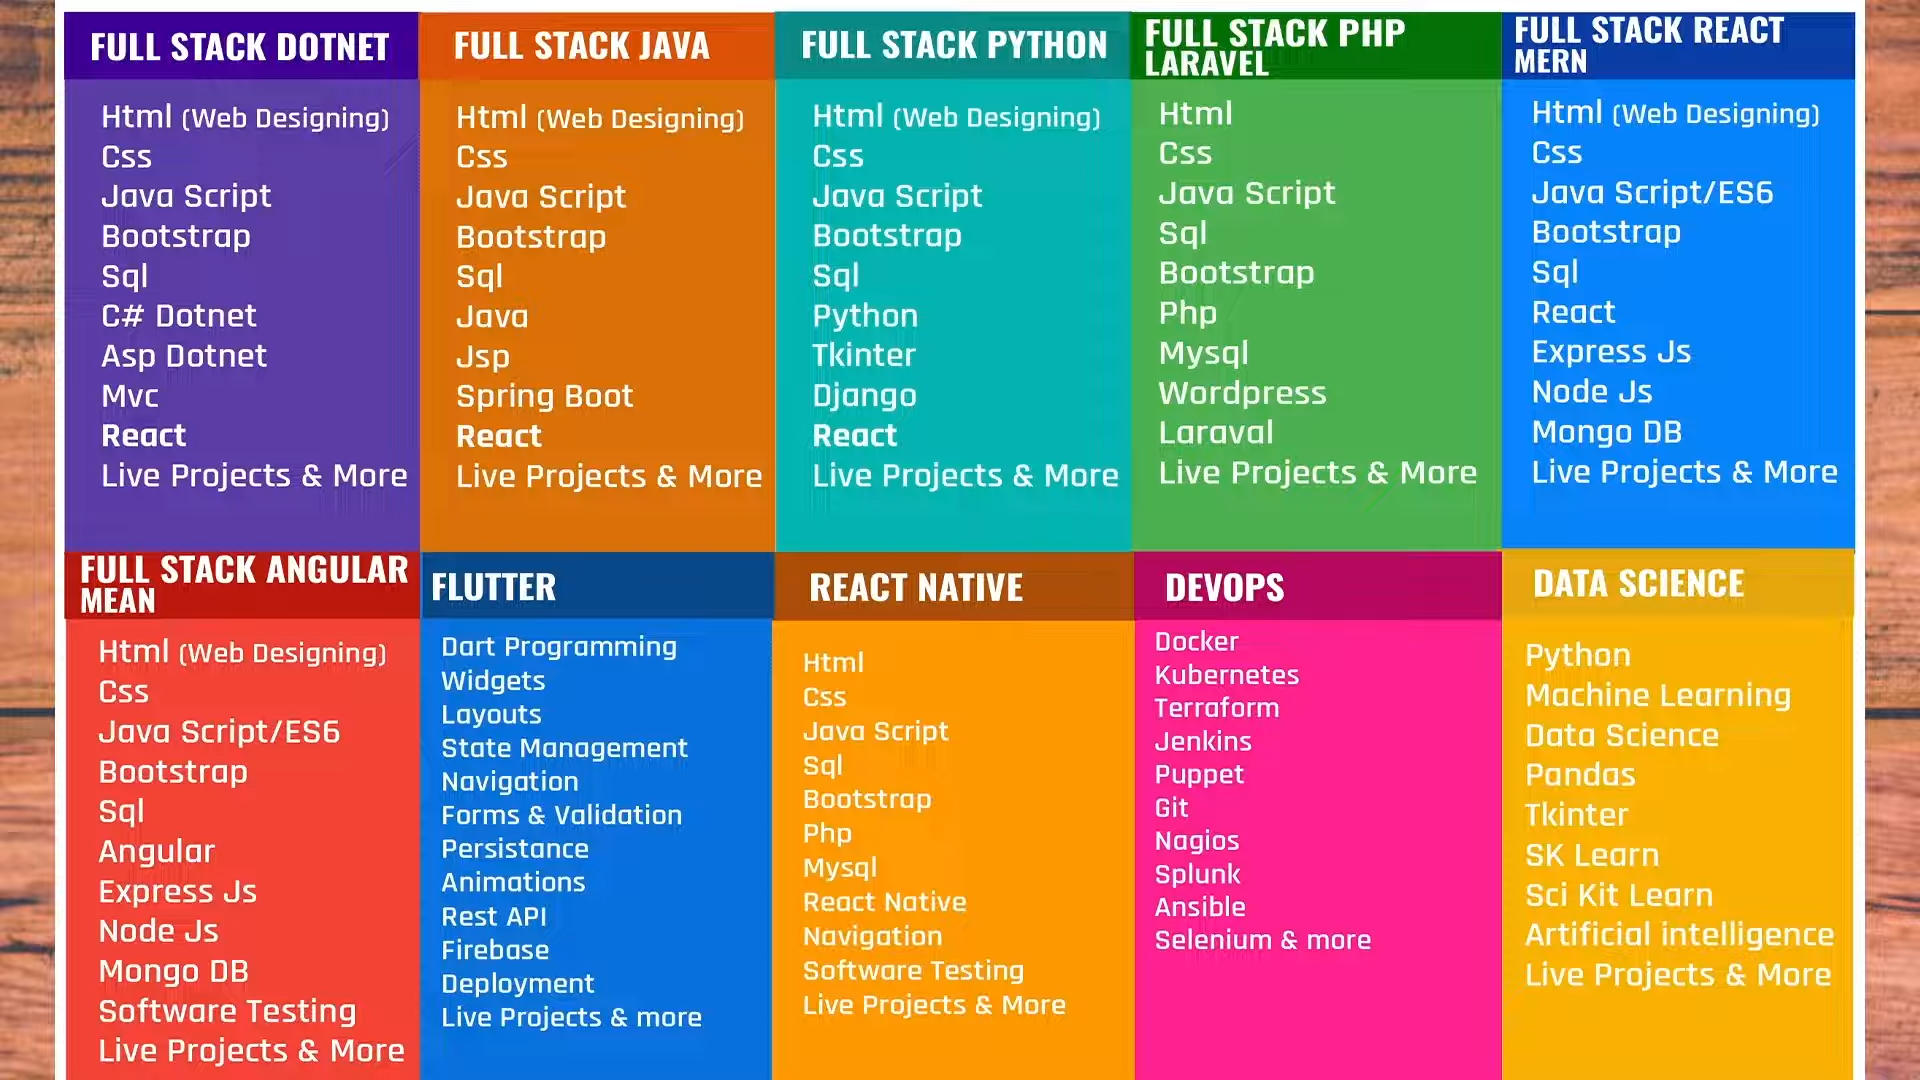 FULL STACK DOTNET
Html (Web Designing)
Css
Java Script
Bootstrap
Sql
C# Dotnet
Asp Dotnet
Mvc
React
Live Projects & More
FULL STACK JAVA
Html (Web Designing)
Css
Java Script
Bootstrap
Sql
Java
Jsp
Spring Boot
React
Live Projects & More
FULL STACK PYTHON
Html (Web Designing)
Css
Java Script
Bootstrap
Sql
Python
Tkinter
Django
React
Live Projects & More
FULL STACK PHP
LARAVEL
Html
Css
Java Script
Sql
Bootstrap
Php
Mysql
Wordpress
Laraval
Live Projects & More
FULL STACK REACT
MERN
Html (Web Designing)
Css
Java Script/ES6
Bootstrap
Sql
React
Express Js
Node Js
Mongo DB
Live Projects & More
FULL STACK ANGULAR
MEAN
Html (Web Designing)
Css
Java Script/ES6
Bootstrap
Sql
Angular
Express Js
Node Js
Mongo DB
Software Testing
Live Projects & More
FLUTTER
Dart Programming
Widgets
Layouts
State Management
Navigation
Forms & Validation
Persistance
Animations
Rest API
Firebase
Deployment
Live Projects & more
REACT NATIVE
Html
Css
Java Script
Sql
Bootstrap
Php
Mysql
React Native
Navigation
Software Testing
Live Projects & More
DEVOPS
Docker
Kubernetes
Terraform
Jenkins
Puppet
Git
Nagios
Splunk
Ansible
Selenium & more
DATA SCIENCE
Python
Machine Learning
Data Science
Pandas
Tkinter
SK Learn
Sci Kit Learn
Artificial intelligence
Live Projects & More